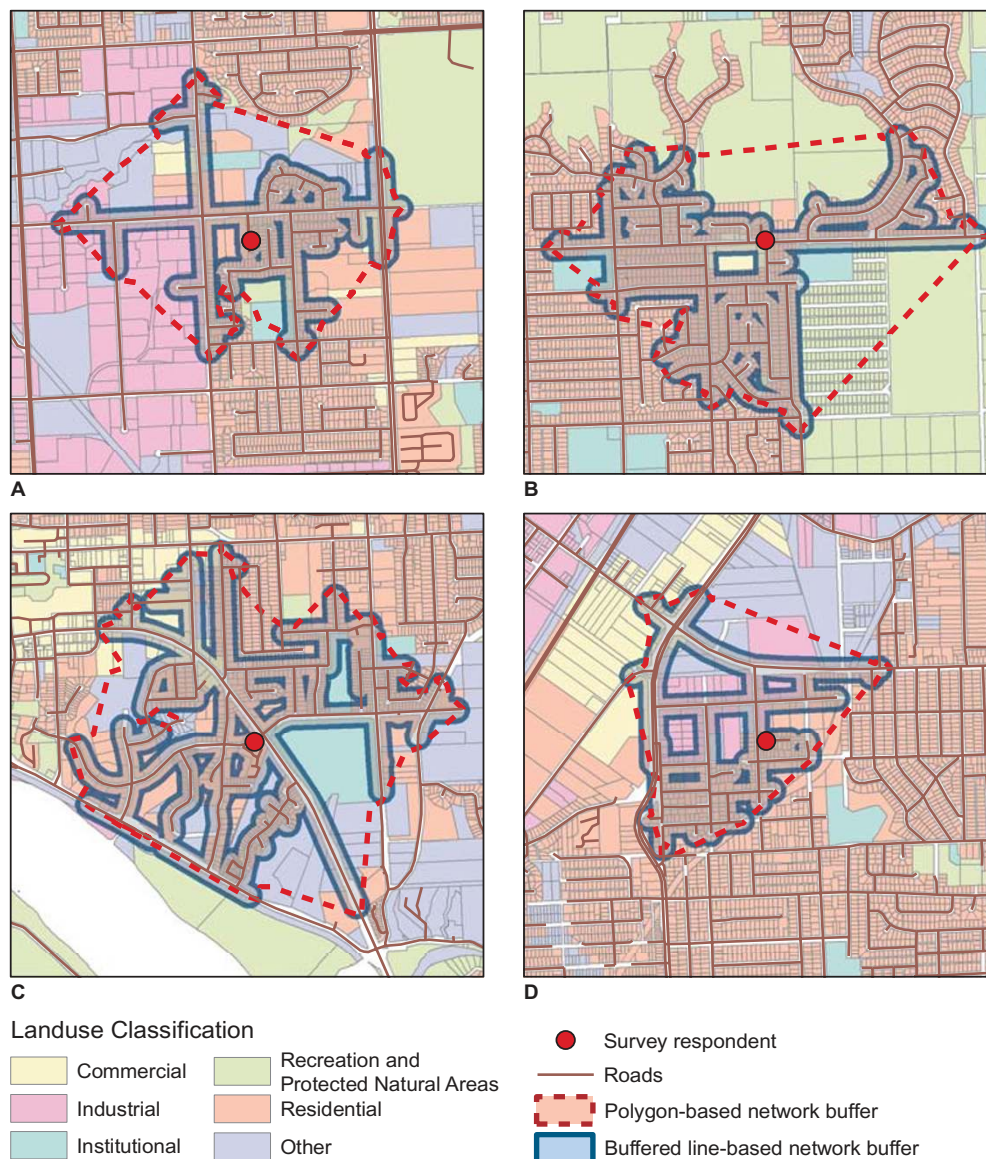 A
B
C
D
Landuse Classification
Commercial
Industrial
Institutional
Recreation and
Protected Natural Areas
Residential
Other
Survey respondent
Roads
Polygon-based network buffer
Buffered line-based network buffer